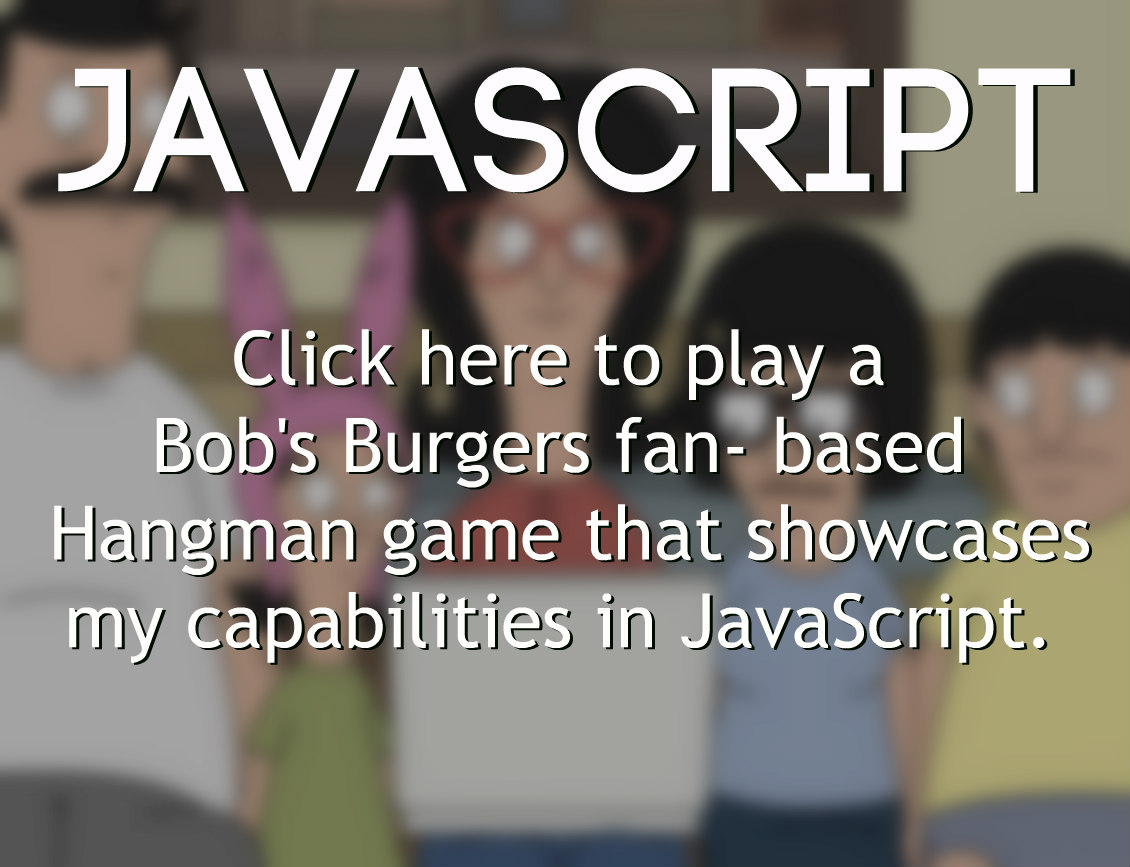 JAVASCRIPT
Click here to play a
Bob's Burgers fan- based
Hangman game that showcases
my capabilities in JavaScript.